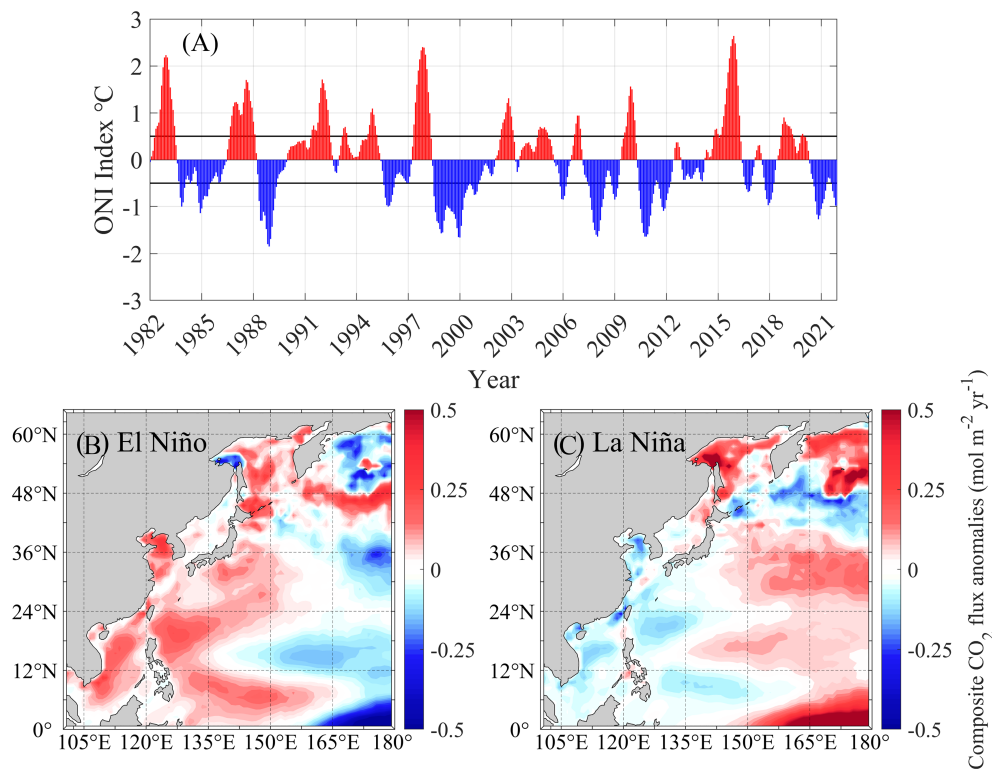 (A)
ONI Index °C
3
2
1
0
-1
-2
-3
1982
1985
1988
1991
1994
1997
2000
2003
2006
2009
2012
2015
2018
2021
Year
(B) El Niño
60°N
48°N
36°N
24°N
12°N
0°
105°E
120°E
135°E
150°E
165°E
180°
0.5
0.25
0
-0.25
-0.5
(C) La Niña
60°N
48°N
36°N
24°N
12°N
0°
105°E
120°E
135°E
150°E
165°E
180°
0.5
0.25
0
-0.25
-0.5
Composite CO₂ flux anomalies (mol m⁻² yr⁻¹)